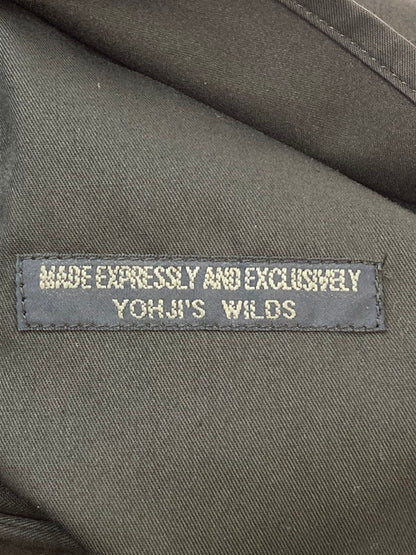 MADE EXPRESSLY AND EXCLUSIVELY
YOHJI'S WILDS